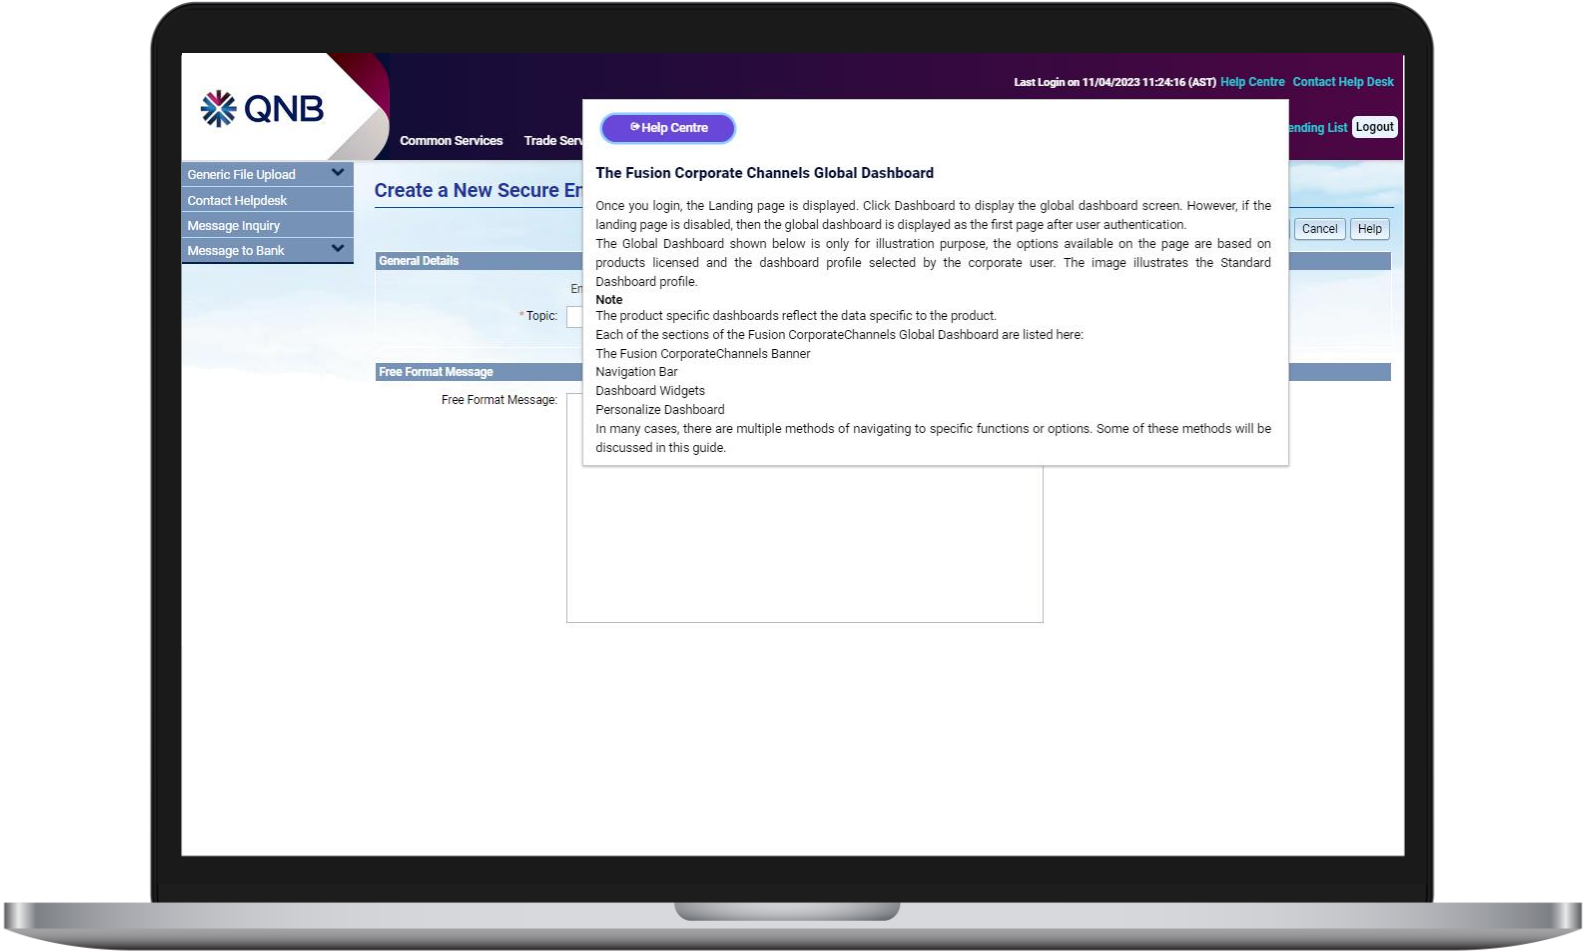 Last Login on 11/04/2023 11:24:16 (AST) Help Centre Contact Help Desk
QNB
Help Centre
List Logout
Common Services Trade
Generic File Upload
Contact Helpdesk
Message Inquiry
Message to Bank
Create a New Secure
Cancel Help
General Details
* Topic:
Free Format Message
Free Format Message:
The Fusion Corporate Channels Global Dashboard
Once you login, the Landing page is displayed. Click Dashboard to display the global dashboard screen. However, if the
landing page is disabled, then the global dashboard is displayed as the first page after user authentication.
The Global Dashboard shown below is only for illustration purpose, the options available on the page are based on
products licensed and the dashboard profile selected by the corporate user. The image illustrates the Standard
Dashboard profile.
Note
The product specific dashboards reflect the data specific to the product.
Each of the sections of the Fusion CorporateChannels Global Dashboard are listed here:
The Fusion CorporateChannels Banner
Navigation Bar
Dashboard Widgets
Personalize Dashboard
In many cases, there are multiple methods of navigating to specific functions or options. Some of these methods will be
discussed in this guide.